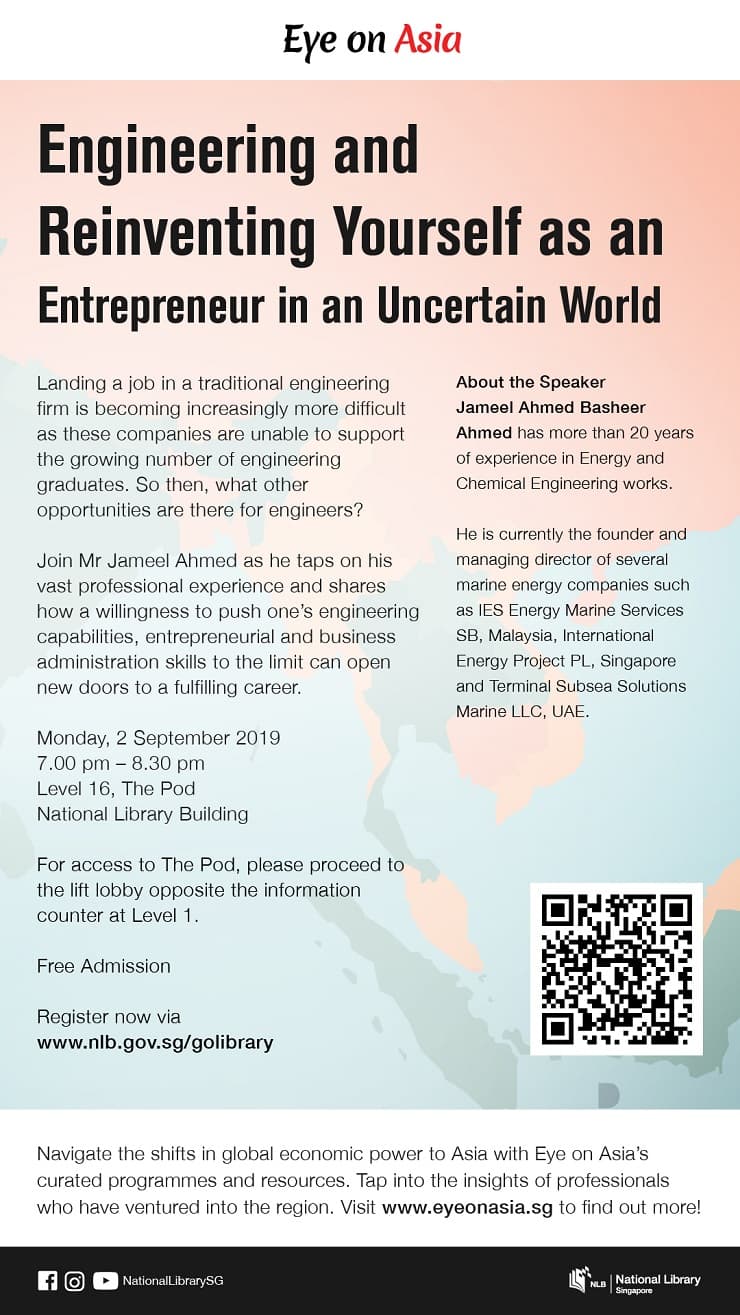 Eye on Asia
Engineering and
Reinventing Yourself as an
Entrepreneur in an Uncertain World
Landing a job in a traditional engineering
firm is becoming increasingly more difficult
as these companies are unable to support
the growing number of engineering
graduates. So then, what other
opportunities are there for engineers?
Join Mr Jameel Ahmed as he taps on his
vast professional experience and shares
how a willingness to push one’s engineering
capabilities, entrepreneurial and business
administration skills to the limit can open
new doors to a fulfilling career.
Monday, 2 September 2019
7.00 pm – 8.30 pm
Level 16, The Pod
National Library Building
For access to The Pod, please proceed to
the lift lobby opposite the information
counter at Level 1.
Free Admission
Register now via
www.nlb.gov.sg/golibrary
About the Speaker
Jameel Ahmed Basheer
Ahmed has more than 20 years
of experience in Energy and
Chemical Engineering works.
He is currently the founder and
managing director of several
marine energy companies such
as IES Energy Marine Services
SB, Malaysia, International
Energy Project PL, Singapore
and Terminal Subsea Solutions
Marine LLC, UAE.
Navigate the shifts in global economic power to Asia with Eye on Asia’s
curated programmes and resources. Tap into the insights of professionals
who have ventured into the region. Visit www.eyeonasia.sg to find out more!
NationalLibrarySG
NLB National Library
Singapore